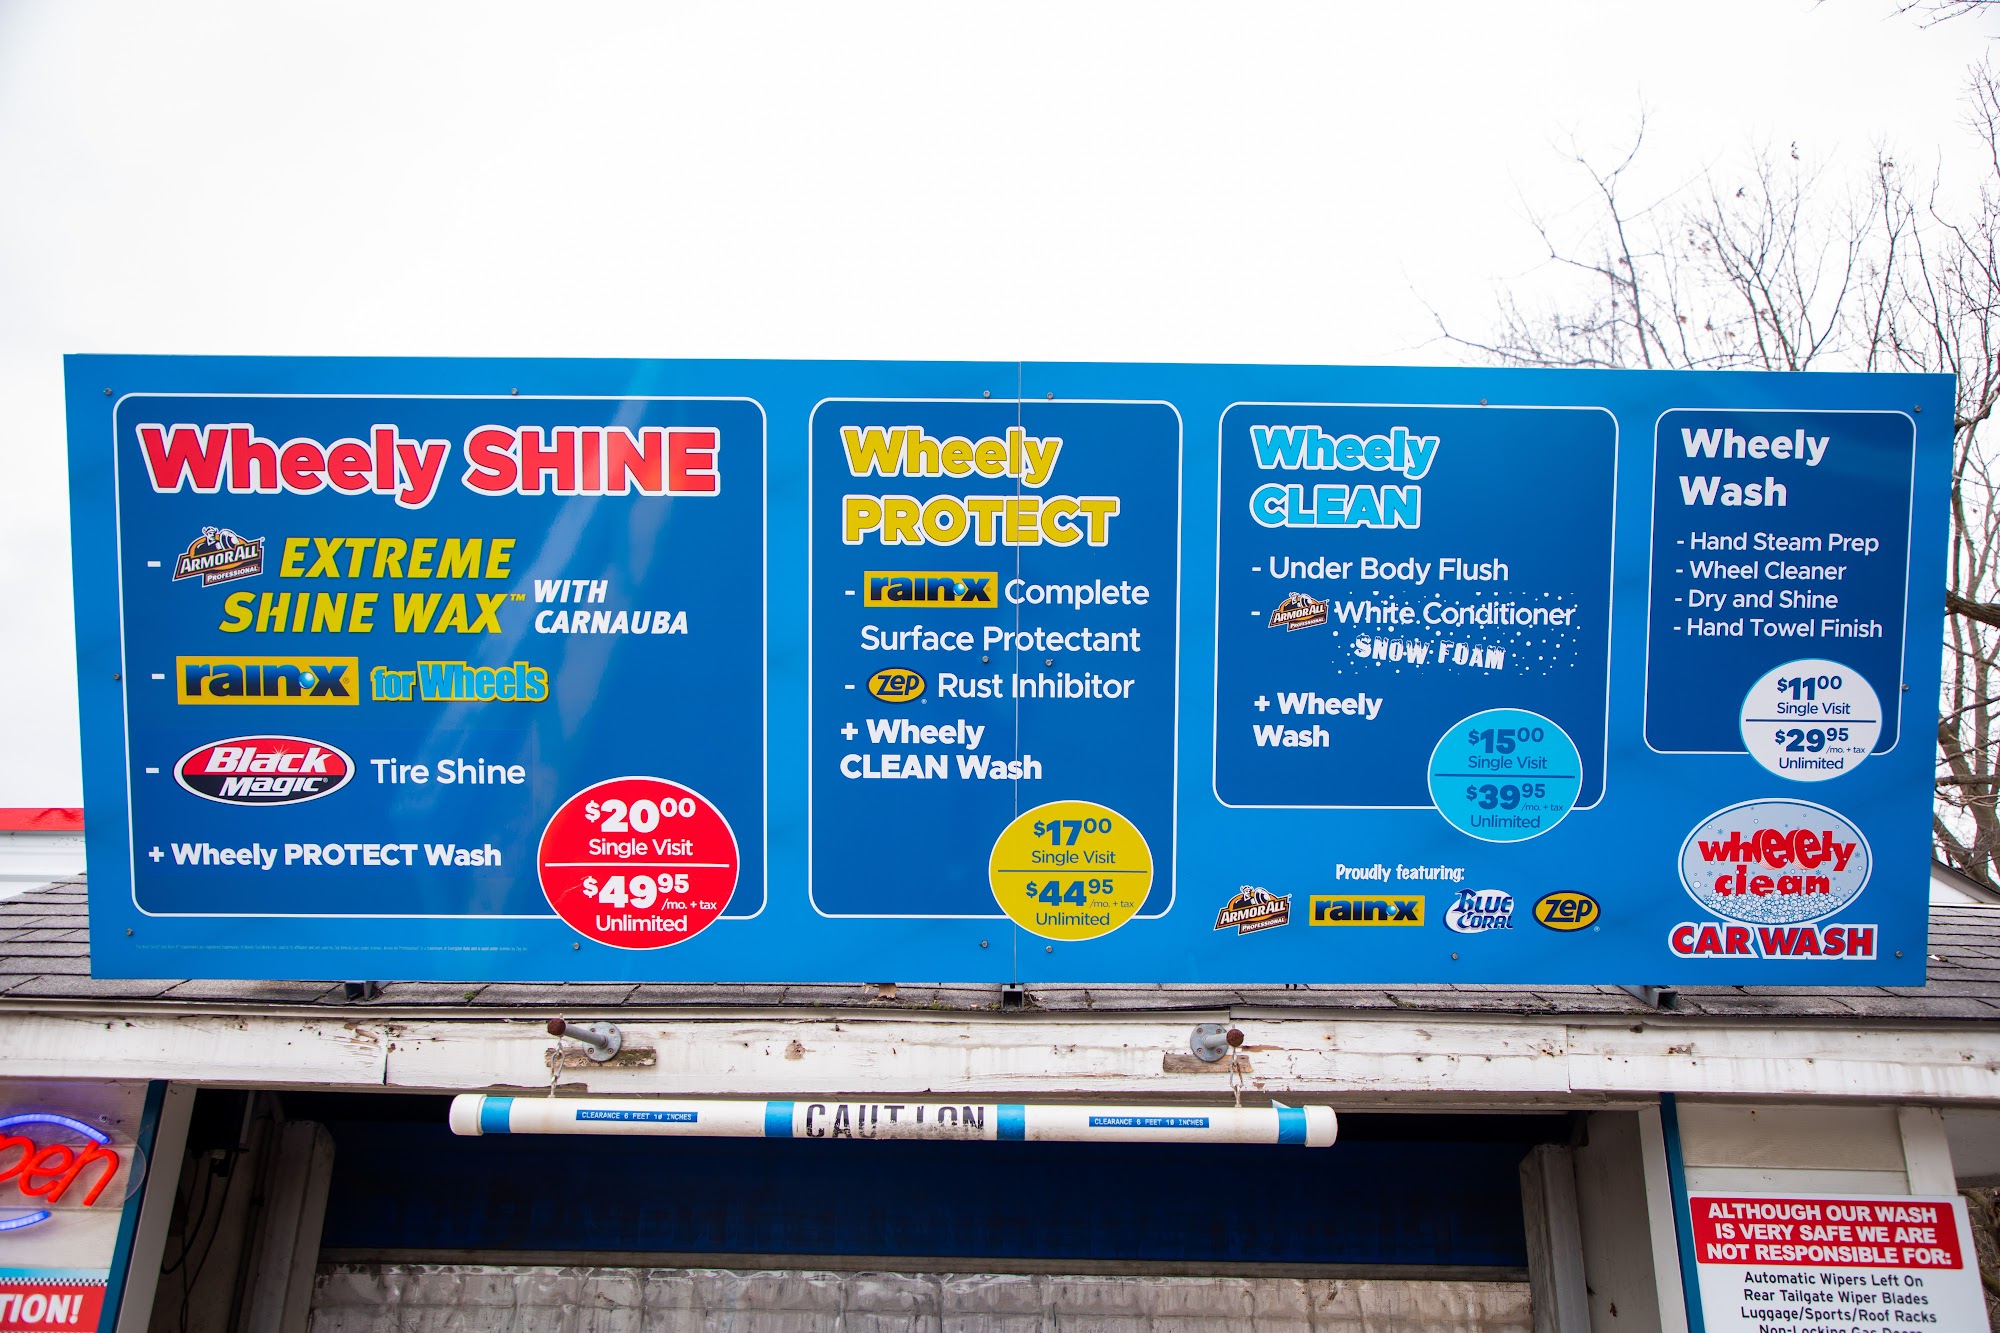 Wheely SHINE
- ARMOR ALL PROFESSIONAL EXTREME
SHINE WAX™ WITH CARNAUBA
- rain-x® for Wheels
- Black Magic® Tire Shine
+ Wheely PROTECT Wash
$20.00
Single Visit
$49.95 /mo. + tax
Unlimited
Wheely
PROTECT
- rain-x Complete
Surface Protectant
- Zep® Rust Inhibitor
+ Wheely
CLEAN Wash
$17.00
Single Visit
$44.95 /mo. + tax
Unlimited
Wheely
CLEAN
- Under Body Flush
- ARMOR ALL PROFESSIONAL White Conditioner
SNOW FOAM
+ Wheely
Wash
$15.00
Single Visit
$39.95 /mo. + tax
Unlimited
Proudly featuring:
ARMOR ALL PROFESSIONAL rain-x BLUE CORAL Zep®
Wheely
Wash
- Hand Steam Prep
- Wheel Cleaner
- Dry and Shine
- Hand Towel Finish
$11.00
Single Visit
$29.95 /mo. + tax
Unlimited
wheeely
clean
CAR WASH
CLEARANCE 6 FEET 10 INCHES CAUTION CLEARANCE 6 FEET 10 INCHES
pen
TION!
ALTHOUGH OUR WASH
IS VERY SAFE WE ARE
NOT RESPONSIBLE FOR:
Automatic Wipers Left On
Rear Tailgate Wiper Blades
Luggage/Sports/Roof Racks
Non-Locking Gas Doors